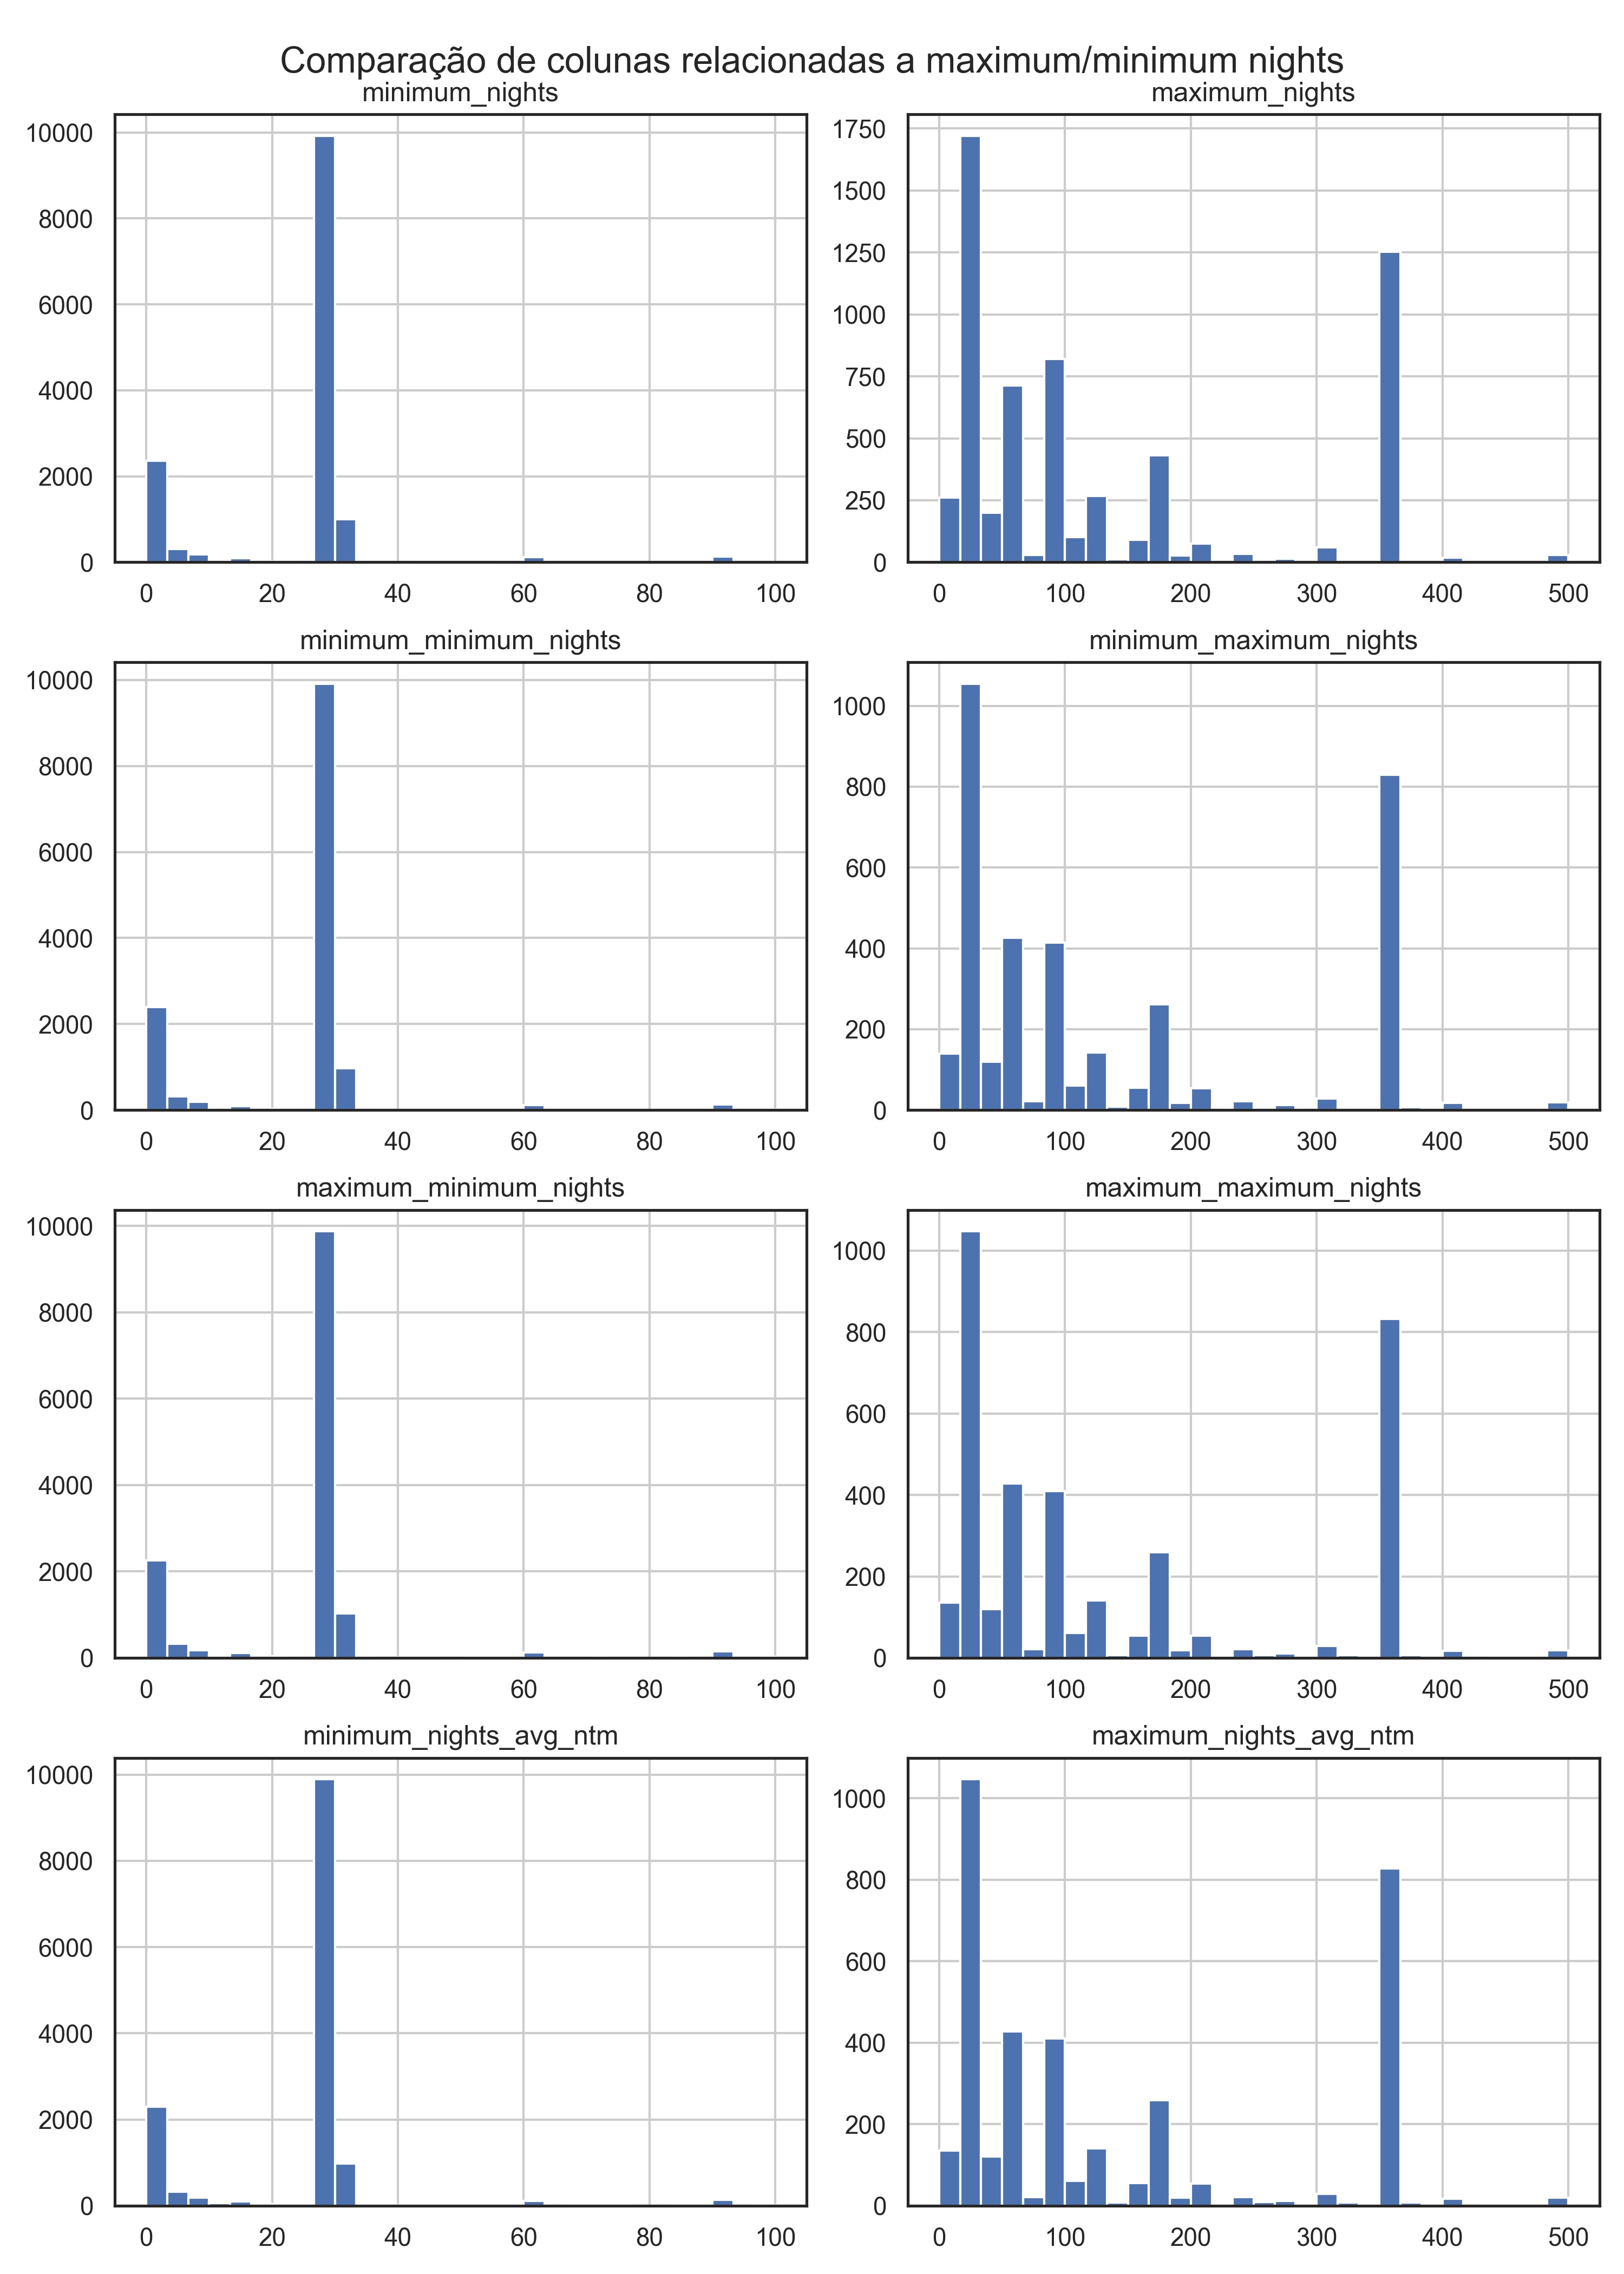 Comparação de colunas relacionadas a maximum/minimum nights
minimum_nights
10000
8000
6000
4000
2000
0
0 20 40 60 80 100
maximum_nights
1750
1500
1250
1000
750
500
250
0
0 100 200 300 400 500
minimum_minimum_nights
10000
8000
6000
4000
2000
0
0 20 40 60 80 100
minimum_maximum_nights
1000
800
600
400
200
0
0 100 200 300 400 500
maximum_minimum_nights
10000
8000
6000
4000
2000
0
0 20 40 60 80 100
maximum_maximum_nights
1000
800
600
400
200
0
0 100 200 300 400 500
minimum_nights_avg_ntm
10000
8000
6000
4000
2000
0
0 20 40 60 80 100
maximum_nights_avg_ntm
1000
800
600
400
200
0
0 100 200 300 400 500